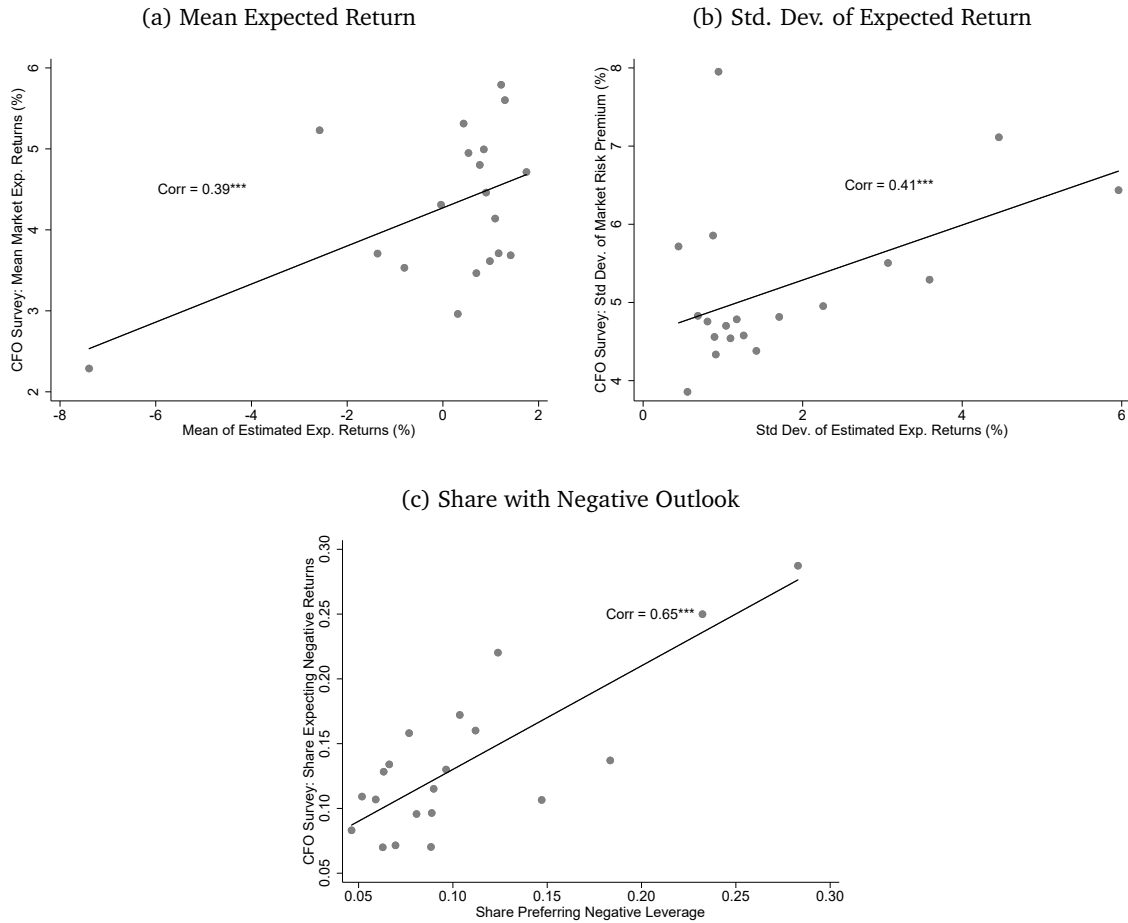 (a) Mean Expected Return
CFO Survey: Mean Market Exp. Returns (%)
6
5
4
3
2
Corr = 0.39***
-8
-6
-4
-2
0
2
Mean of Estimated Exp. Returns (%)
(b) Std. Dev. of Expected Return
CFO Survey: Std Dev. of Market Risk Premium (%)
8
7
6
5
4
Corr = 0.41***
0
2
4
6
Std Dev. of Estimated Exp. Returns (%)
(c) Share with Negative Outlook
CFO Survey: Share Expecting Negative Returns
0.30
0.25
0.20
0.15
0.10
0.05
Corr = 0.65***
0.05
0.10
0.15
0.20
0.25
0.30
Share Preferring Negative Leverage